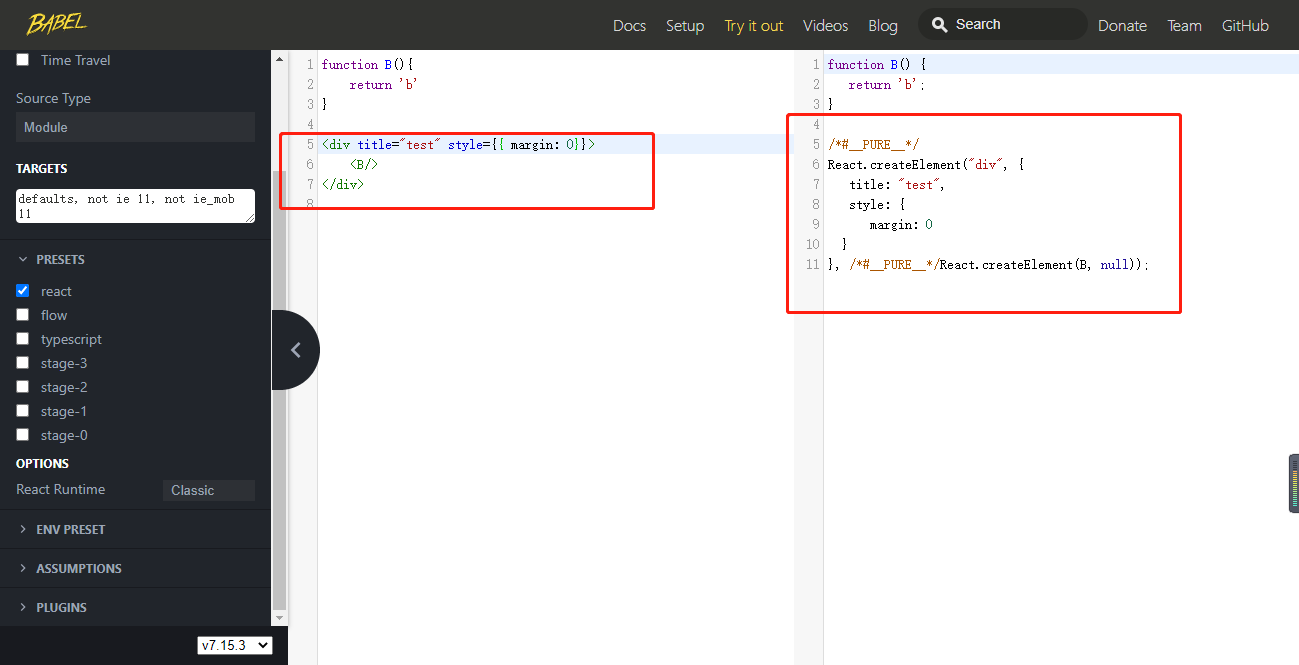 BABEL
Docs Setup Try it out Videos Blog Search Donate Team GitHub
Time Travel
Source Type
Module
TARGETS
defaults, not ie 11, not ie_mob
11
PRESETS
react
flow
typescript
stage-3
stage-2
stage-1
stage-0
OPTIONS
React Runtime Classic
ENV PRESET
ASSUMPTIONS
PLUGINS
v7.15.3
1 function B(){
2 return 'b'
3 }
4
5 <div title="test" style={{ margin: 0}}>
6 <B/>
7 </div>
8
1 function B() {
2 return 'b';
3 }
4
5 /*#__PURE__*/
6 React.createElement("div", {
7 title: "test",
8 style: {
9 margin: 0
10 }
11 }, /*#__PURE__*/React.createElement(B, null));